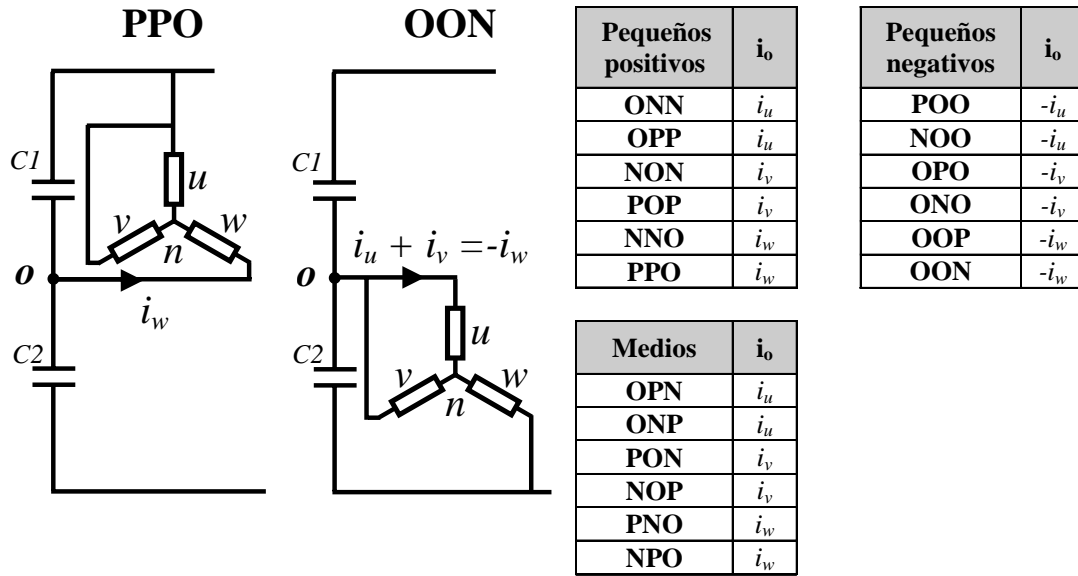 PPO
C1
u
v
w
n
o
i_w
C2
OON
C1
i_u + i_v =-i_w
o
u
C2
v
w
n
Pequeños positivos i_o
ONN i_u
OPP i_u
NON i_v
POP i_v
NNO i_w
PPO i_w
Pequeños negativos i_o
POO -i_u
NOO -i_u
OPO -i_v
ONO -i_v
OOP -i_w
OON -i_w
Medios i_o
OPN i_u
ONP i_u
PON i_v
NOP i_v
PNO i_w
NPO i_w